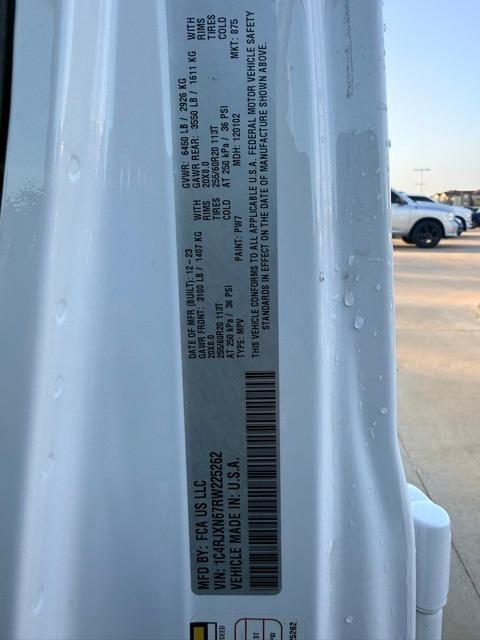 MFD BY: FCA US LLC
VIN: 1C4RJXN67RW225262
VEHICLE MADE IN: U.S.A.
DATE OF MFR (BUILT): 12-23
GVWR: 6450 LB / 2926 KG
GAWR FRONT: 3100 LB / 1407 KG WITH
20X8.0 RIMS
255/60R20 113T TIRES
AT 250 kPa / 36 PSI COLD
GAWR REAR: 3550 LB / 1611 KG WITH
20X8.0 RIMS
255/60R20 113T TIRES
AT 250 kPa / 36 PSI COLD
TYPE: MPV PAINT: PW7 MDH: 120102 MKT: 875
THIS VEHICLE CONFORMS TO ALL APPLICABLE U.S.A. FEDERAL MOTOR VEHICLE SAFETY
STANDARDS IN EFFECT ON THE DATE OF MANUFACTURE SHOWN ABOVE.